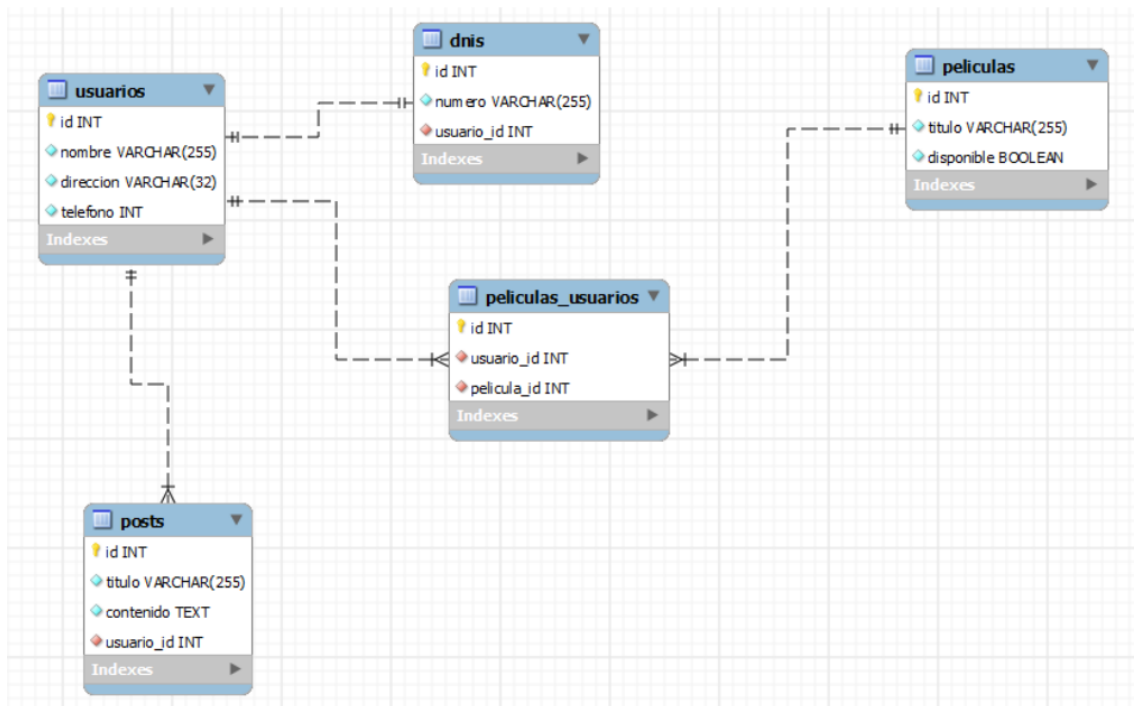 usuarios
id INT
nombre VARCHAR(255)
direccion VARCHAR(32)
telefono INT
Indexes
dnis
id INT
numero VARCHAR(255)
usuario_id INT
Indexes
peliculas
id INT
titulo VARCHAR(255)
disponible BOOLEAN
Indexes
peliculas_usuarios
id INT
usuario_id INT
pelicula_id INT
Indexes
posts
id INT
titulo VARCHAR(255)
contenido TEXT
usuario_id INT
Indexes